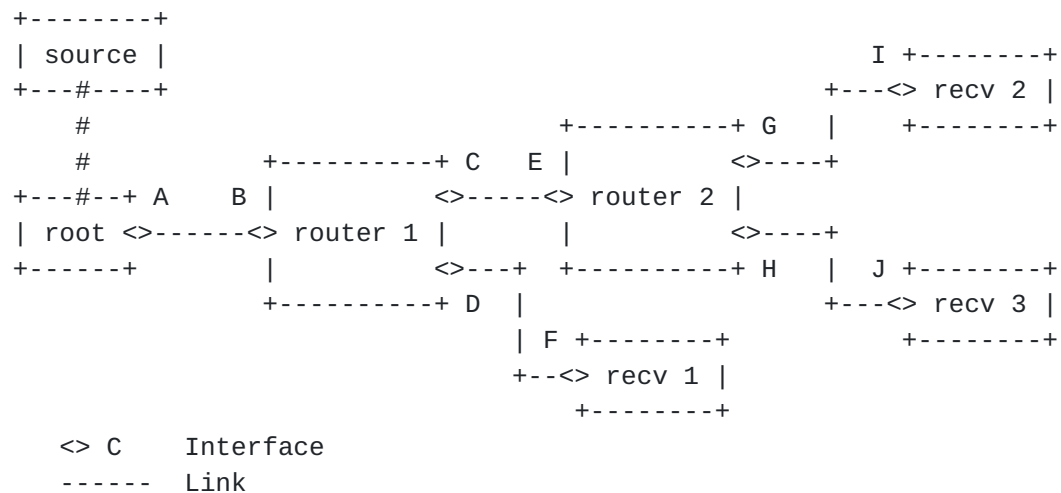 +--------+
| source |                                               I +--------+
+---#----+                                            +---<> recv 2 |
    #                              +----------+ G   |    +--------+
    #           +----------+ C   E |          <>----+
+---#--+ A    B |          <>-----<> router 2 |
| root <>------<> router 1 |       |          <>----+
+------+        |          <>---+  +----------+ H   |  J +--------+
                +----------+ D  |                   +---<> recv 3 |
                                | F +--------+           +--------+
                                +--<> recv 1 |
                                    +--------+
   <> C    Interface
   ------  Link